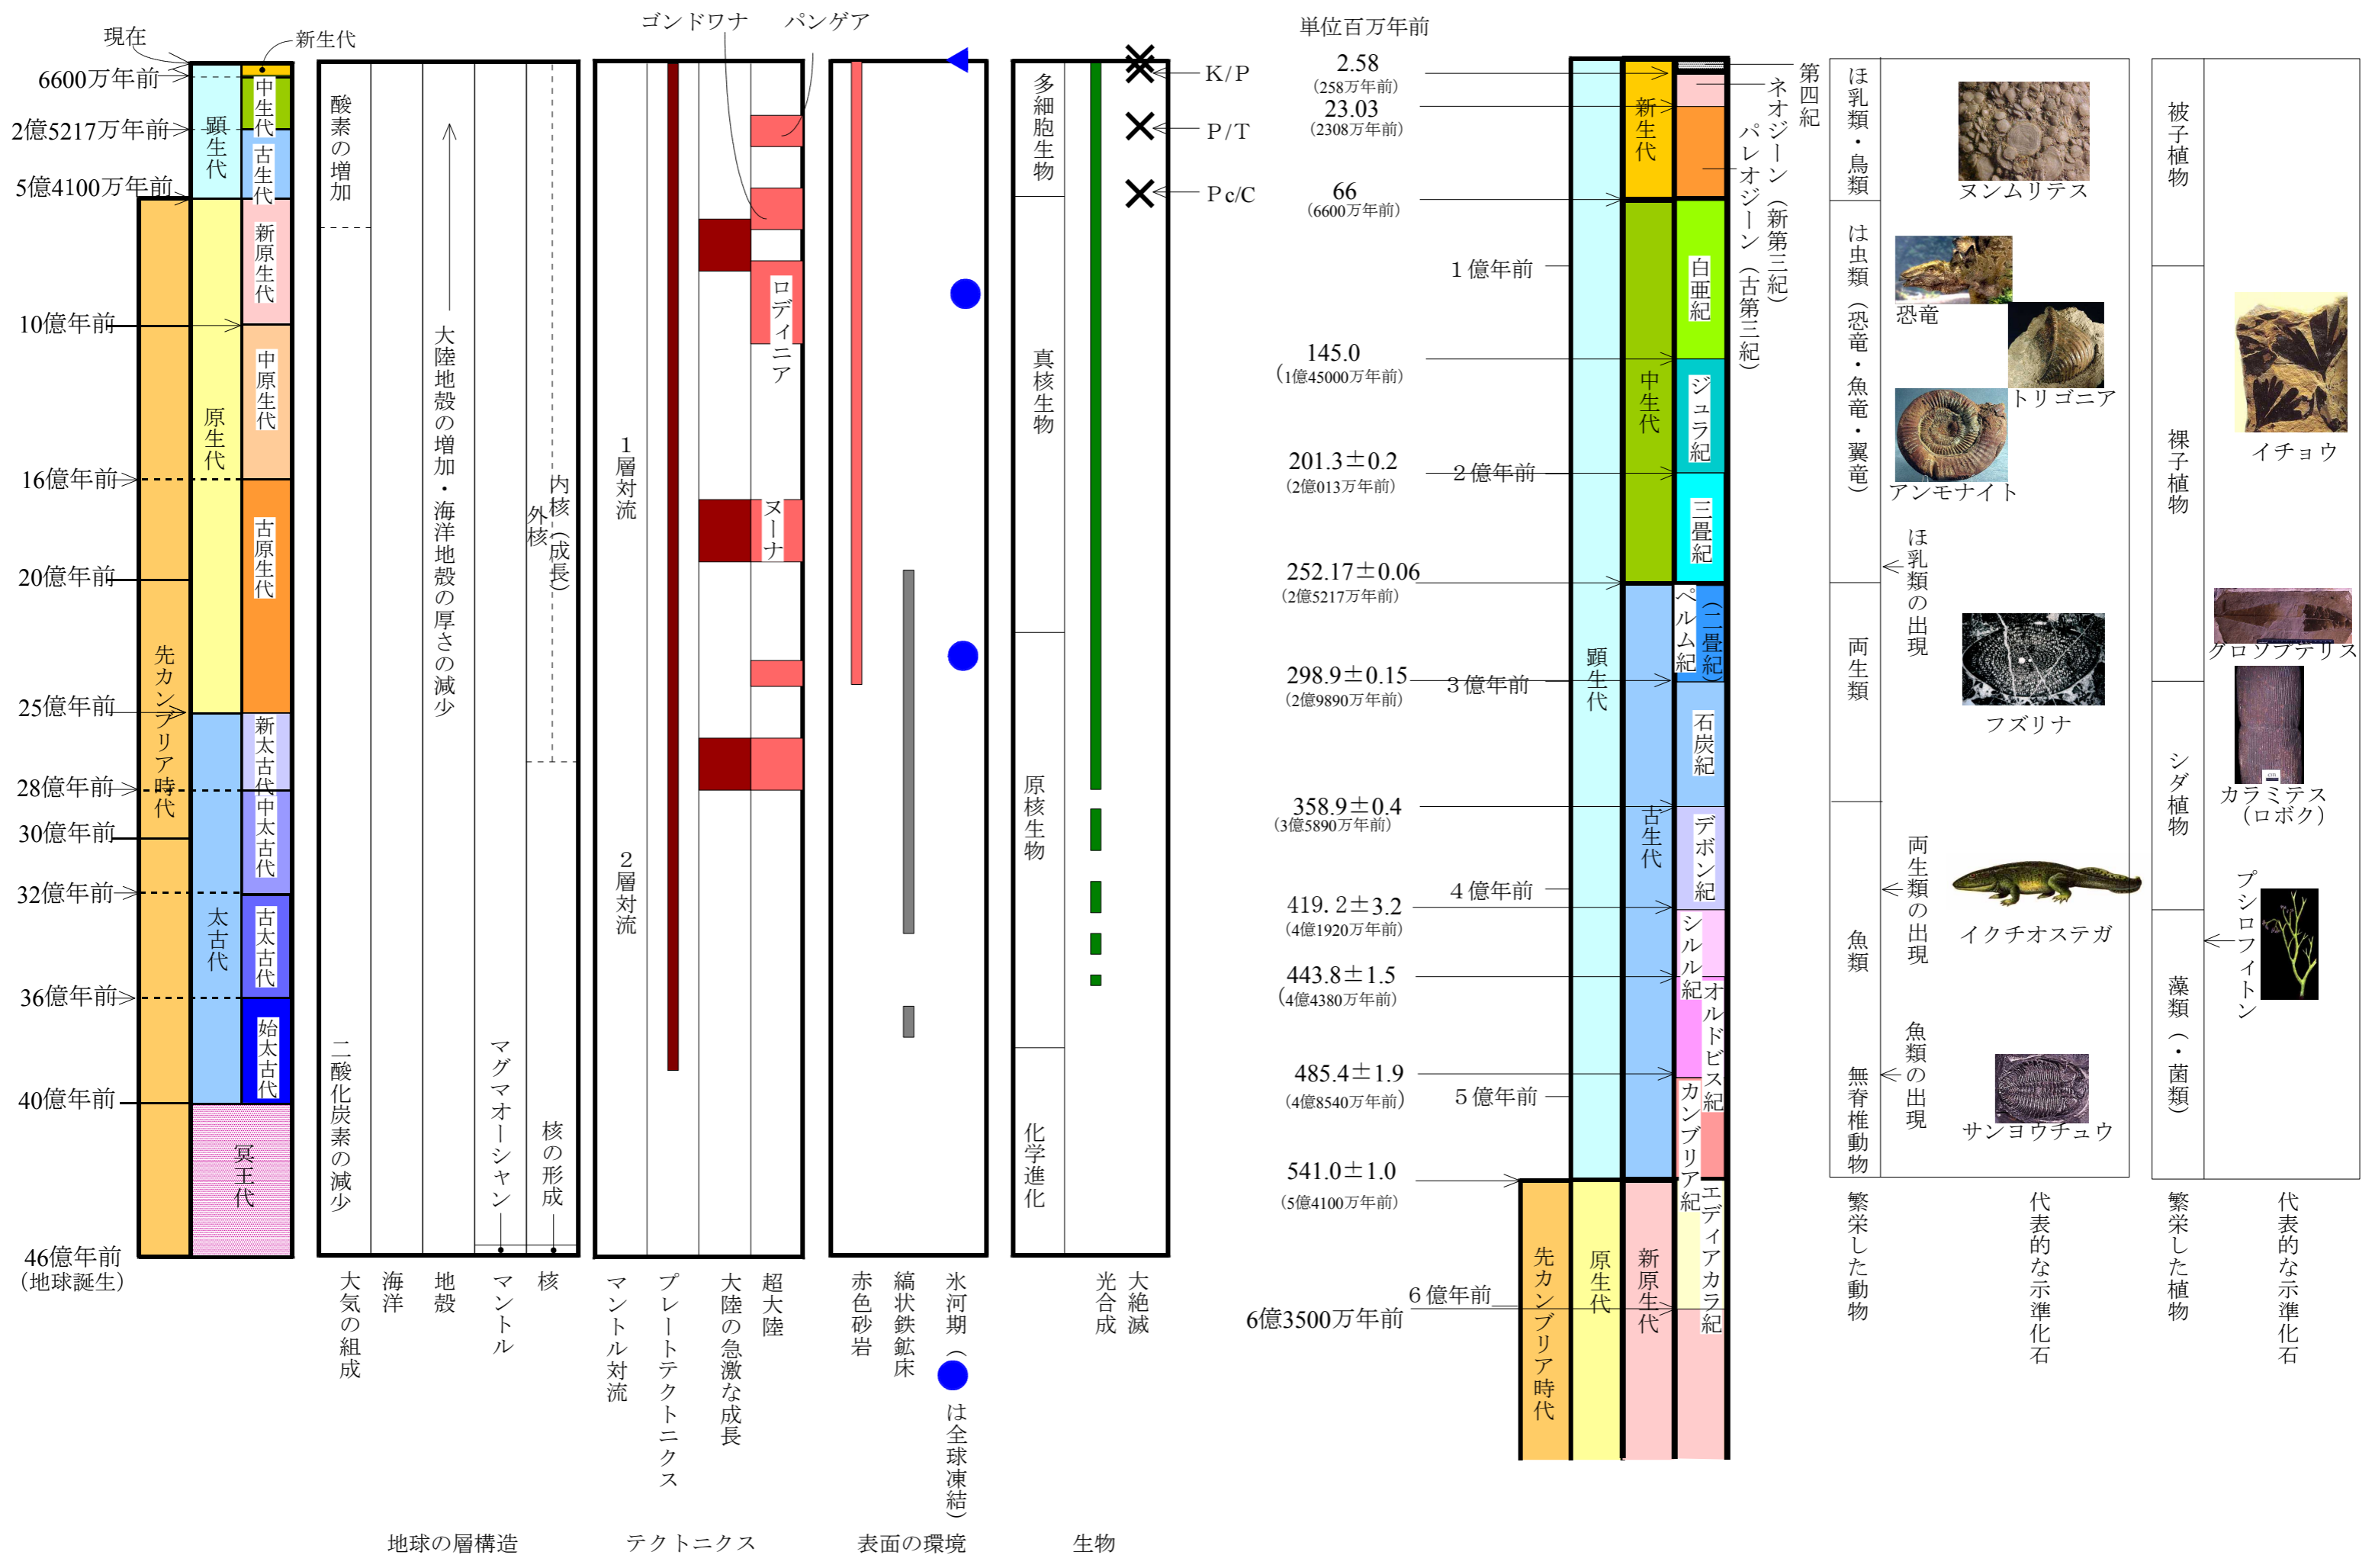 現在
新生代
6600万年前
2億5217万年前
5億4100万年前
10億年前
16億年前
20億年前
25億年前
28億年前
30億年前
32億年前
36億年前
40億年前
46億年前
(地球誕生)
先カンブリア時代
顕生代
原生代
太古代
冥王代
中生代
古生代
新原生代
中原生代
古原生代
新太古代
中太古代
古太古代
始太古代
酸素の増加
二酸化炭素の減少
大陸地殻の増加・海洋地殻の厚さの減少
マグマオーシャン
外核
内核(成長)
核の形成
大気の組成
海洋
地殻
マントル
核
地球の層構造
ゴンドワナ
パンゲア
1層対流
2層対流
ロディニア
ヌーナ
マントル対流
プレートテクトニクス
大陸の急激な成長
超大陸
テクトニクス
赤色砂岩
縞状鉄鉱床
氷河期(
は全球凍結)
表面の環境
多細胞生物
真核生物
原核生物
化学進化
K/P
P/T
Pc/C
光合成
大絶滅
生物
単位百万年前
2.58
(258万年前)
23.03
(2308万年前)
66
(6600万年前)
1億年前
145.0
(1億45000万年前)
201.3±0.2
(2億013万年前)
2億年前
252.17±0.06
(2億5217万年前)
298.9±0.15
(2億9890万年前)
3億年前
358.9±0.4
(3億5890万年前)
4億年前
419.2±3.2
(4億1920万年前)
443.8±1.5
(4億4380万年前)
485.4±1.9
(4億8540万年前)
5億年前
541.0±1.0
(5億4100万年前)
6億年前
6億3500万年前
先カンブリア時代
顕生代
原生代
新生代
中生代
古生代
新原生代
第四紀
ネオジーン(新第三紀)
パレオジーン(古第三紀)
白亜紀
ジュラ紀
三畳紀
ペルム紀
(二畳紀)
石炭紀
デボン紀
シルル紀
オルドビス紀
カンブリア紀
エディアカラ紀
ほ乳類・鳥類
は虫類(恐竜・魚竜・翼竜)
両生類
魚類
無脊椎動物
ほ乳類の出現
両生類の出現
魚類の出現
ヌンムリテス
恐竜
トリゴニア
アンモナイト
フズリナ
イクチオステガ
サンヨウチュウ
繁栄した動物
代表的な示準化石
被子植物
裸子植物
シダ植物
藻類(・菌類)
イチョウ
グロソプテリス
カラミテス
(ロボク)
プシロフィトン
繁栄した植物
代表的な示準化石